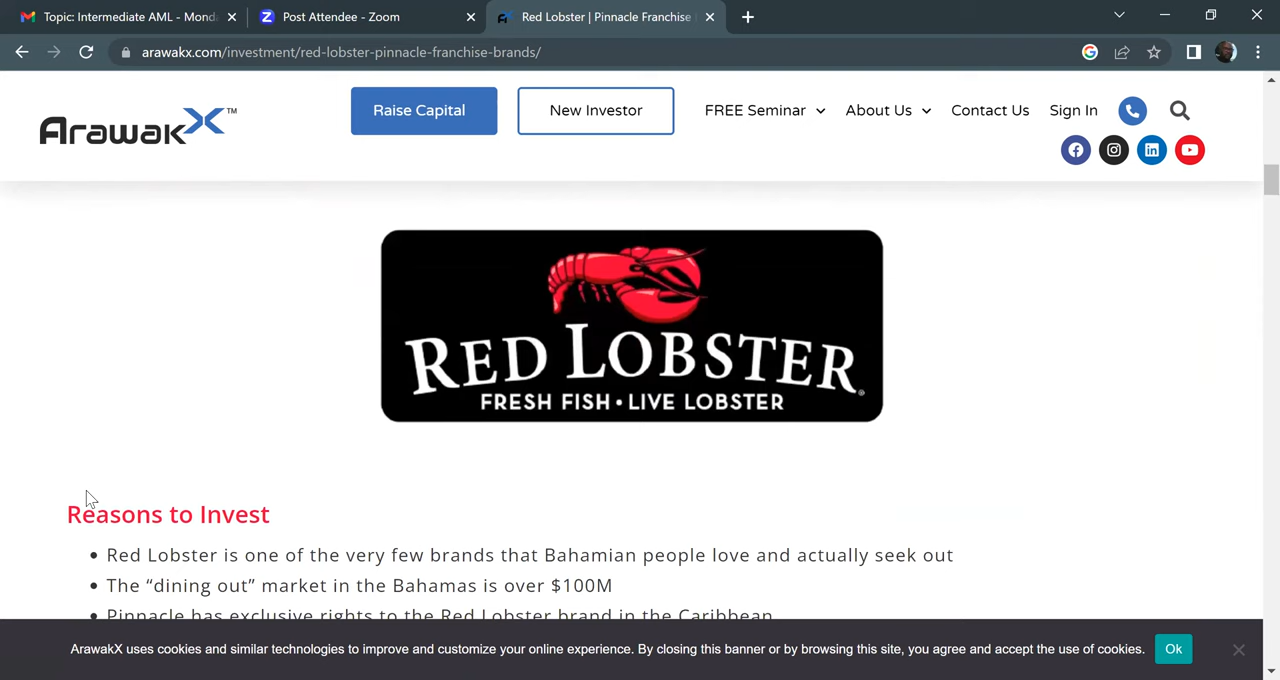 Topic: Intermediate AML - Monda
Post Attendee - Zoom
Red Lobster | Pinnacle Franchise
arawakx.com/investment/red-lobster-pinnacle-franchise-brands/
ArawakX™
Raise Capital
New Investor
FREE Seminar
About Us
Contact Us
Sign In
RED LOBSTER®
FRESH FISH • LIVE LOBSTER
Reasons to Invest
• Red Lobster is one of the very few brands that Bahamian people love and actually seek out
• The “dining out” market in the Bahamas is over $100M
• Pinnacle has exclusive rights to the Red Lobster brand in the Caribbean
ArawakX uses cookies and similar technologies to improve and customize your online experience. By closing this banner or by browsing this site, you agree and accept the use of cookies.
Ok